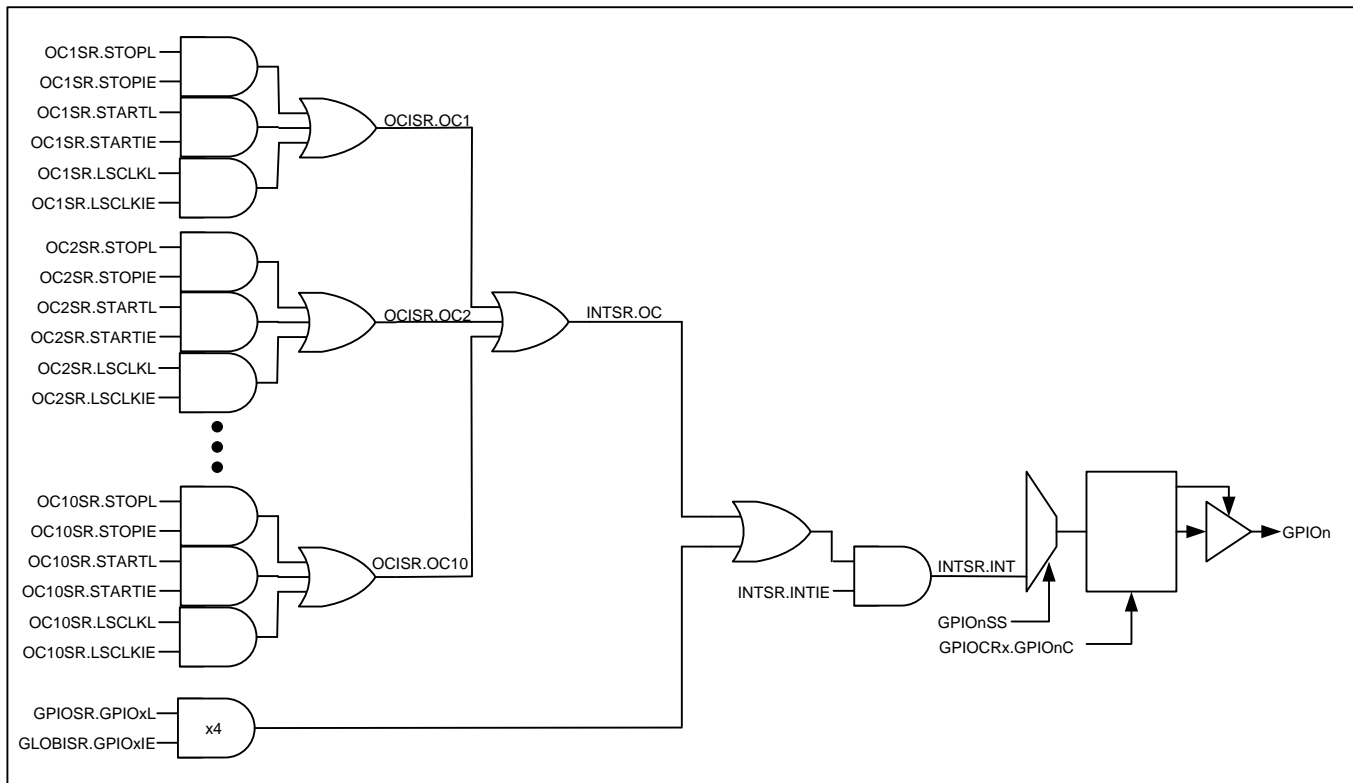 OC1SR.STOPL
OC1SR.STOPIE
OC1SR.STARTL
OC1SR.STARTIE
OC1SR.LSCLKL
OC1SR.LSCLKIE
OCISR.OC1
OC2SR.STOPL
OC2SR.STOPIE
OC2SR.STARTL
OC2SR.STARTIE
OC2SR.LSCLKL
OC2SR.LSCLKIE
OCISR.OC2
INTSR.OC
OC10SR.STOPL
OC10SR.STOPIE
OC10SR.STARTL
OC10SR.STARTIE
OC10SR.LSCLKL
OC10SR.LSCLKIE
OCISR.OC10
INTSR.INTIE
INTSR.INT
GPIOnSS
GPIOCRx.GPIOnC
GPIOn
GPIOSR.GPIOxL
GLOBISR.GPIOxIE
x4